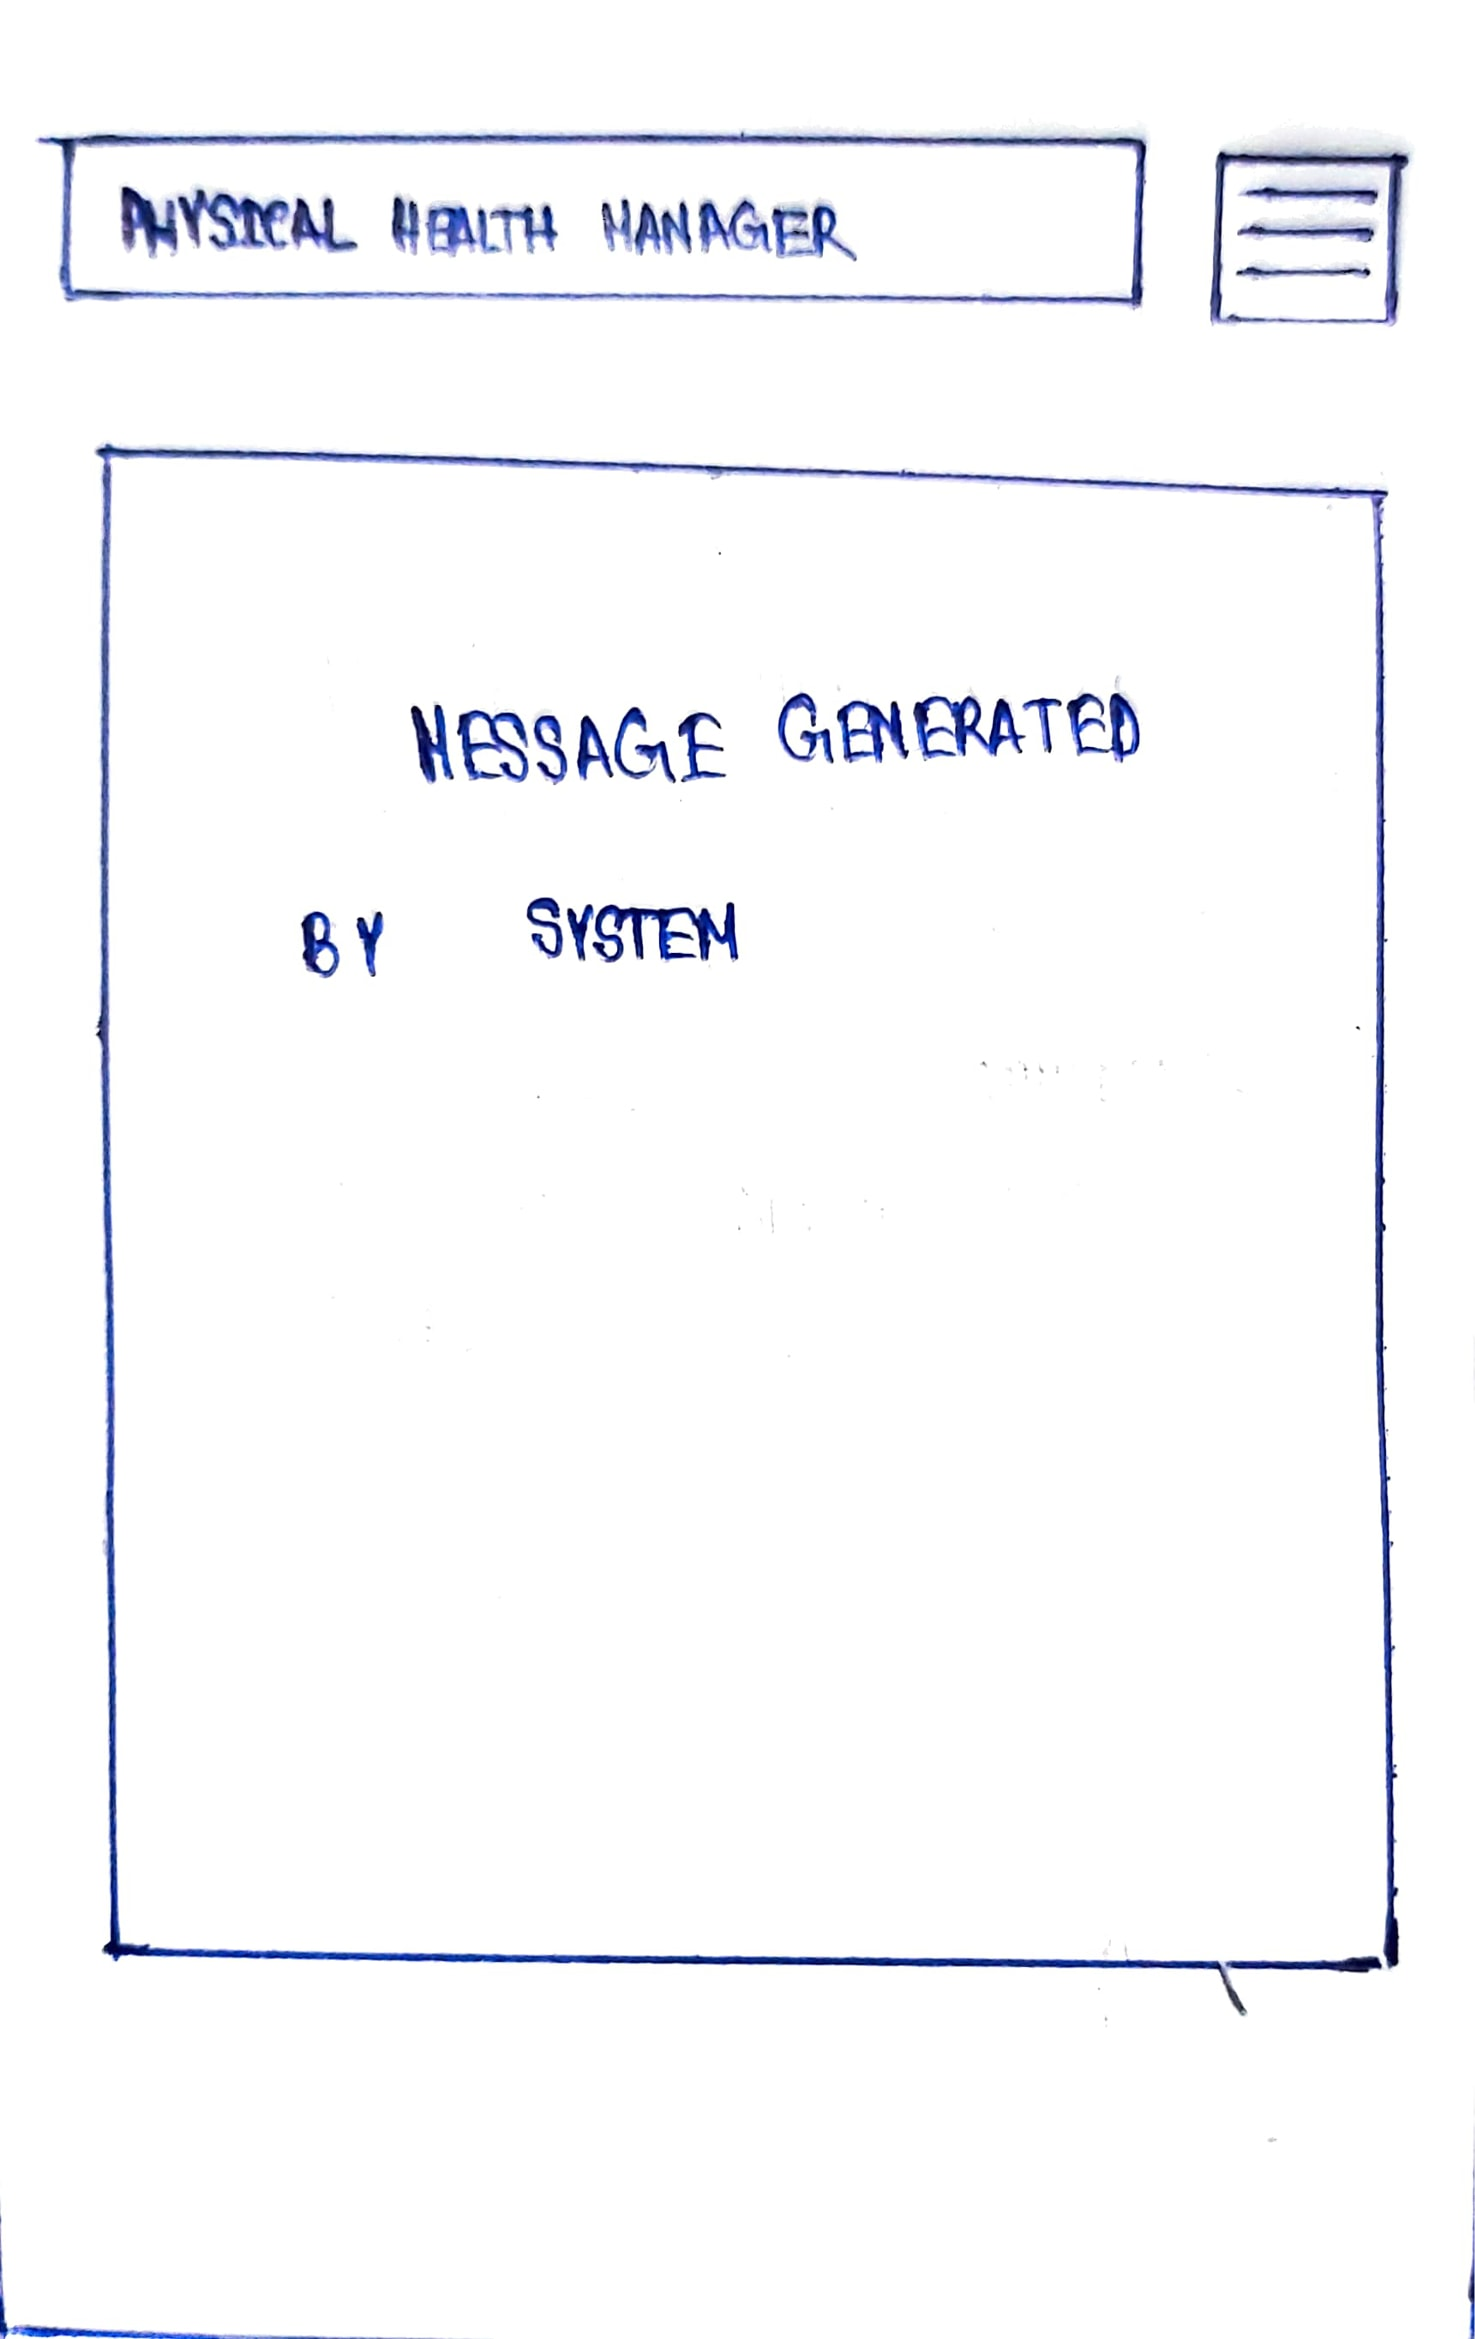 PHYSICAL HEALTH MANAGER
MESSAGE GENERATED
BY SYSTEM